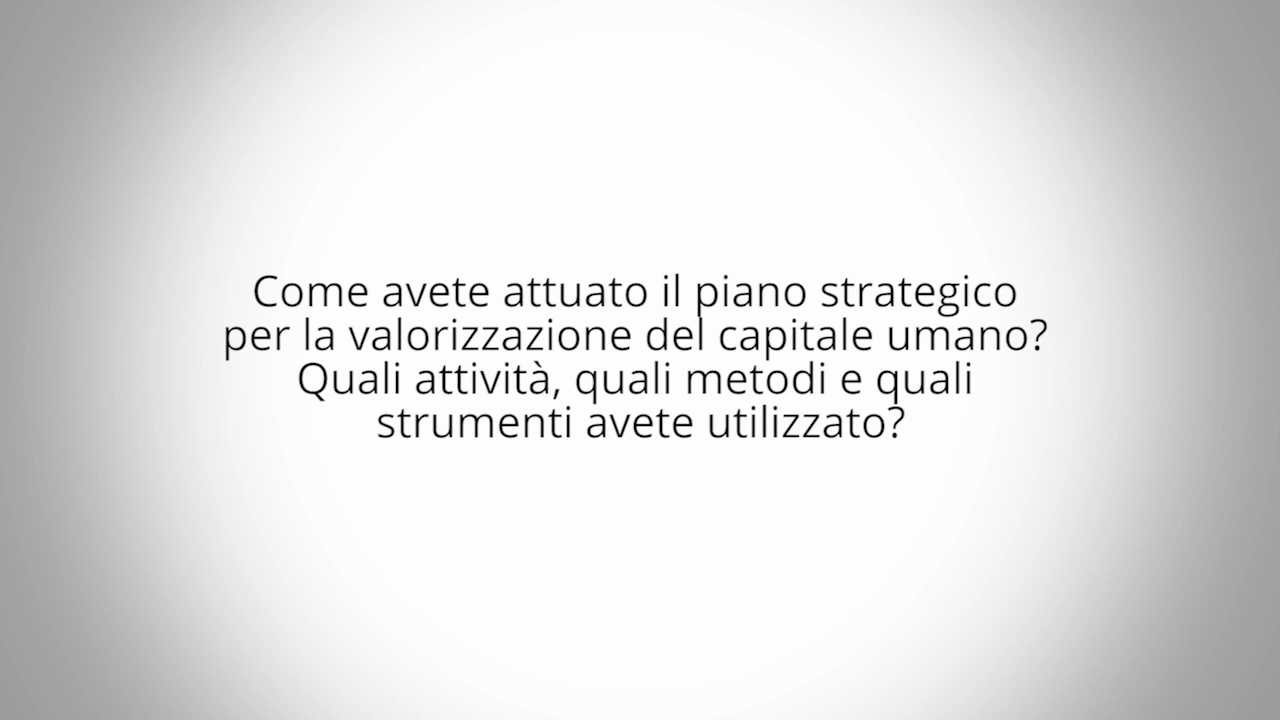 Come avete attuato il piano strategico
per la valorizzazione del capitale umano?
Quali attività, quali metodi e quali
strumenti avete utilizzato?